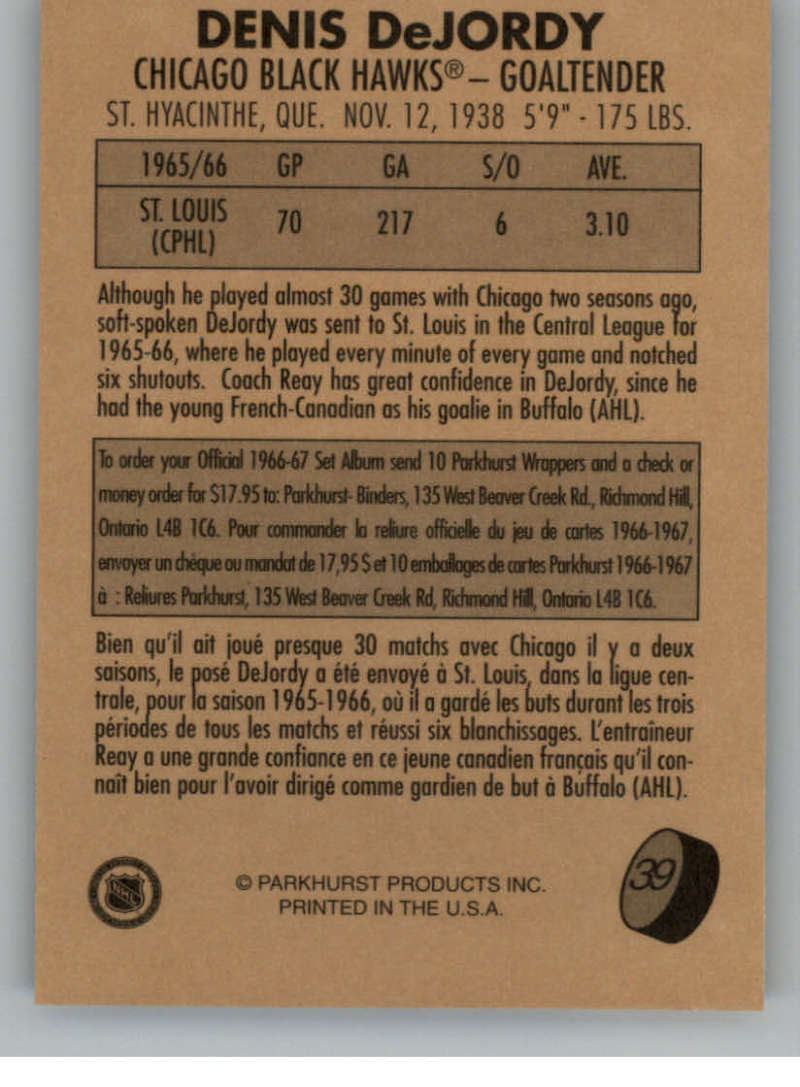 DENIS DeJORDY
CHICAGO BLACK HAWKS® – GOALTENDER
ST. HYACINTHE, QUE. NOV. 12, 1938 5'9" - 175 LBS.
1965/66 GP GA S/O AVE.
ST. LOUIS (CPHL) 70 217 6 3.10
Although he played almost 30 games with Chicago two seasons ago,
soft-spoken DeJordy was sent to St. Louis in the Central League for
1965-66, where he played every minute of every game and notched
six shutouts. Coach Reay has great confidence in DeJordy, since he
had the young French-Canadian as his goalie in Buffalo (AHL).
To order your Official 1966-67 Set Album send 10 Parkhurst Wrappers and a check or
money order for $17.95 to: Parkhurst- Binders, 135 West Beaver Creek Rd., Richmond Hill,
Ontario L4B 1C6. Pour commander la reliure officielle du jeu de cartes 1966-1967,
envoyer un chèque ou mandat de 17,95 $ et 10 emballages de cartes Parkhurst 1966-1967
à : Reliures Parkhurst, 135 West Beaver Creek Rd, Richmond Hill, Ontario L4B 1C6.
Bien qu'il ait joué presque 30 matchs avec Chicago il y a deux
saisons, le posé DeJordy a été envoyé à St. Louis, dans la ligue cen-
trale, pour la saison 1965-1966, où il a gardé les buts durant les trois
périodes de tous les matchs et réussi six blanchissages. L'entraîneur
Reay a une grande confiance en ce jeune canadien français qu'il con-
naît bien pour l'avoir dirigé comme gardien de but à Buffalo (AHL).
NHL
© PARKHURST PRODUCTS INC.
PRINTED IN THE U.S.A.
39